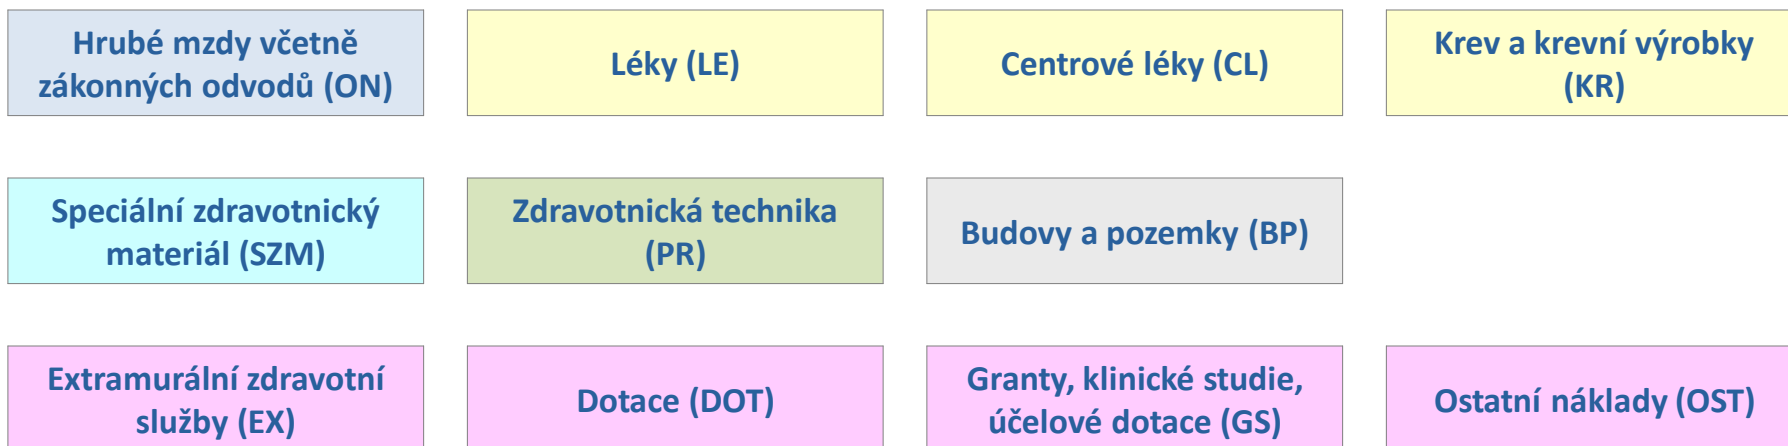 Hrubé mzdy včetně
zákonných odvodů (ON)
Léky (LE)
Centrové léky (CL)
Krev a krevní výrobky
(KR)
Speciální zdravotnický
materiál (SZM)
Zdravotnická technika
(PR)
Budovy a pozemky (BP)
Extramurální zdravotní
služby (EX)
Dotace (DOT)
Granty, klinické studie,
účelové dotace (GS)
Ostatní náklady (OST)